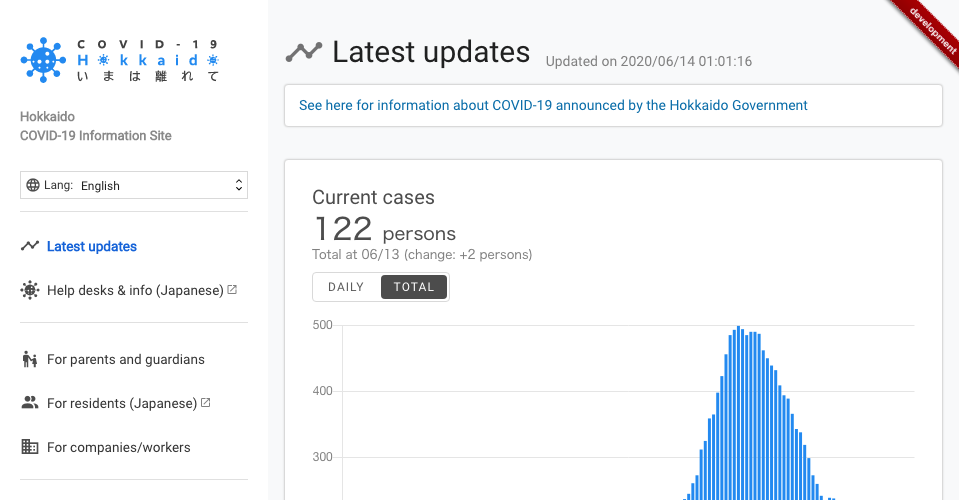 COVID-19
Hokkaido
いまは離れて
Hokkaido
COVID-19 Information Site
Lang: English
Latest updates
Help desks & info (Japanese)
For parents and guardians
For residents (Japanese)
For companies/workers
development
Latest updates Updated on 2020/06/14 01:01:16
See here for information about COVID-19 announced by the Hokkaido Government
Current cases
122 persons
Total at 06/13 (change: +2 persons)
DAILY TOTAL
500
400
300